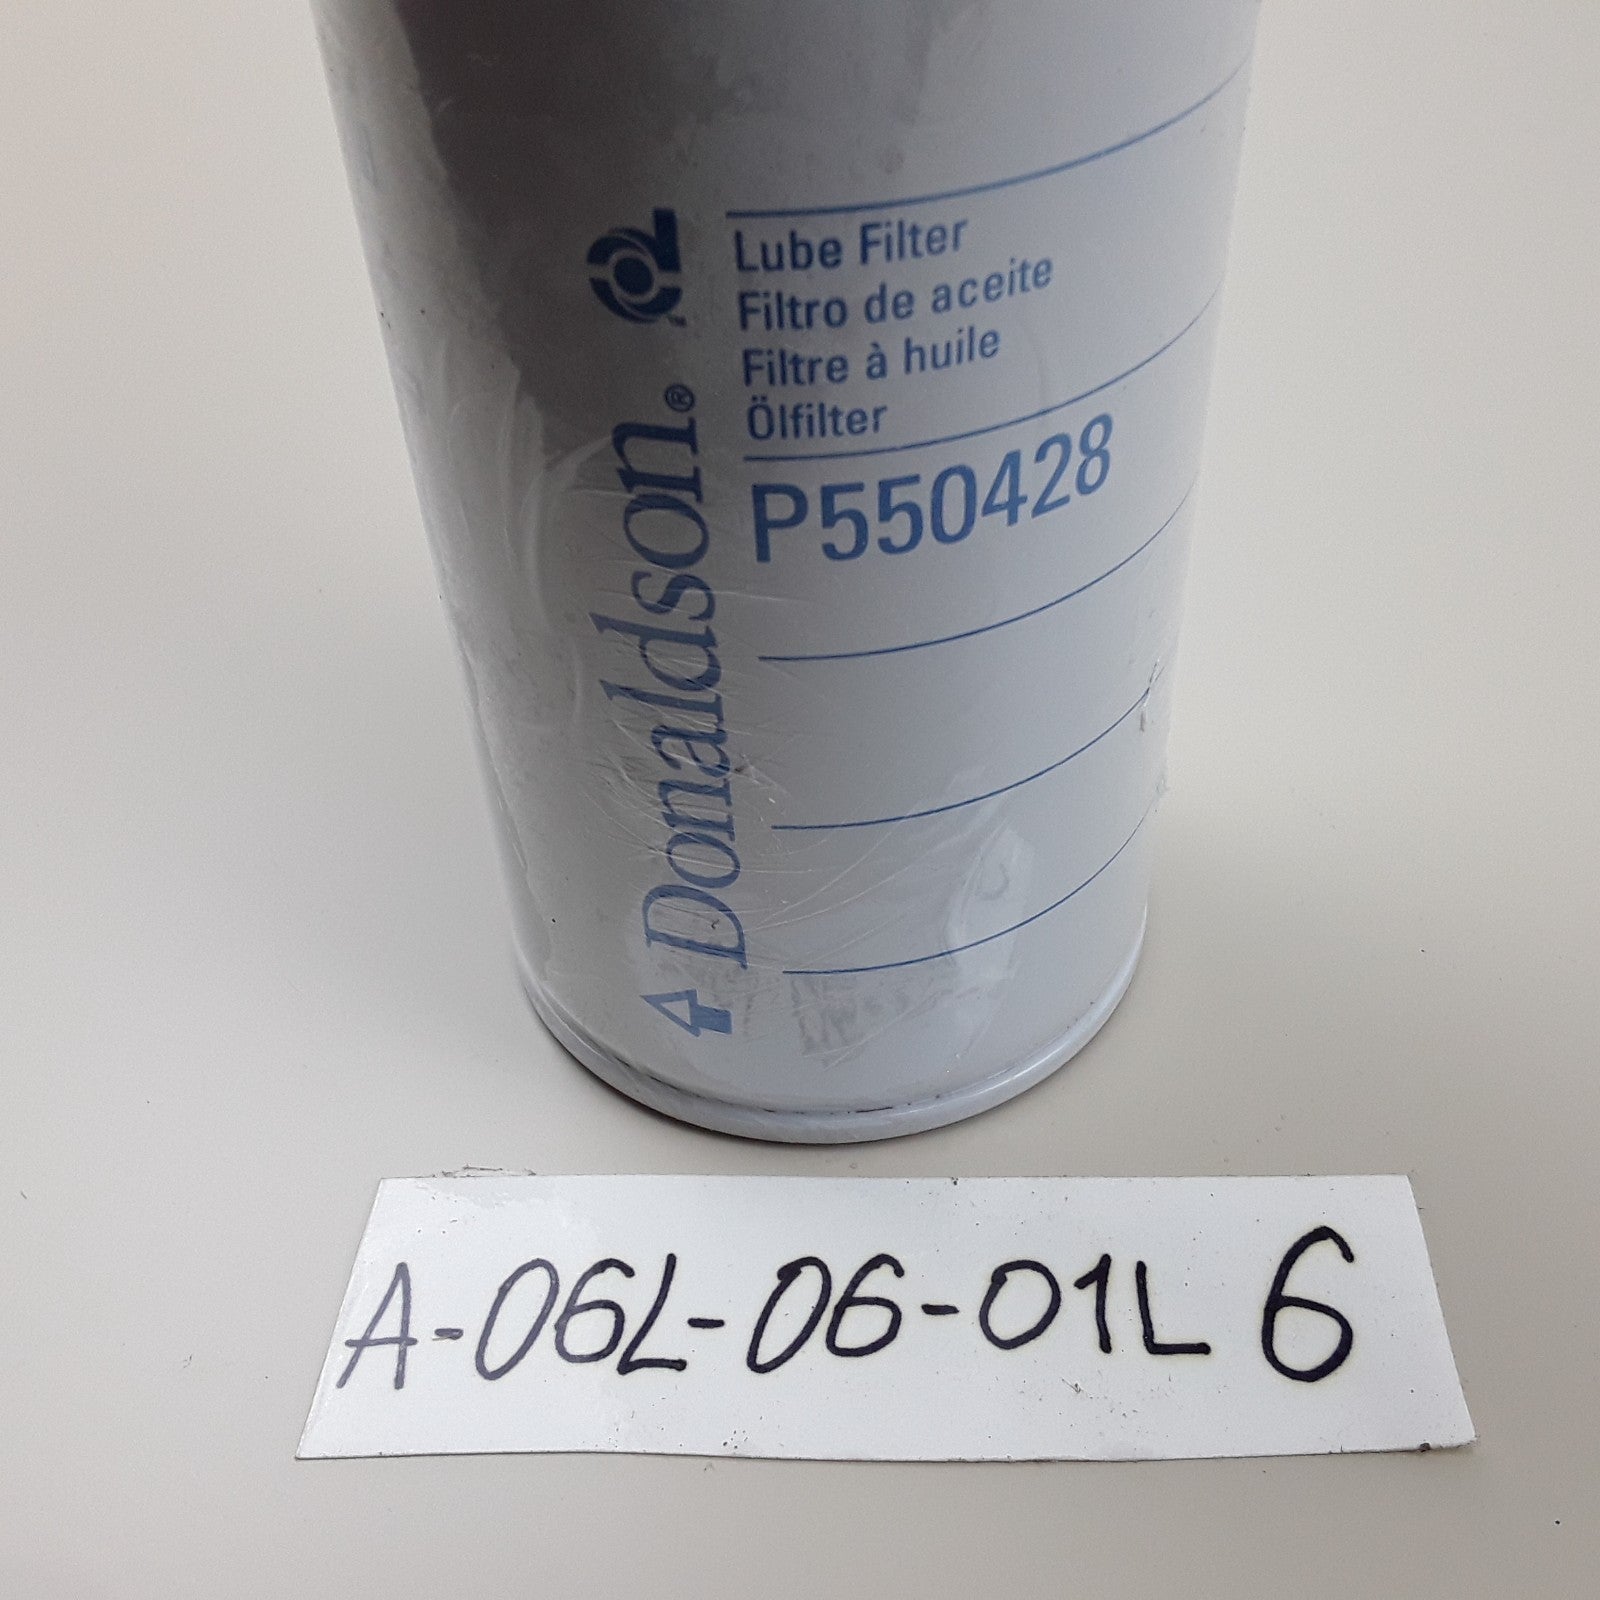 Lube Filter
Filtro de aceite
Filtre à huile
Ölfilter
P550428
Donaldson®
A-06L-06-01L 6